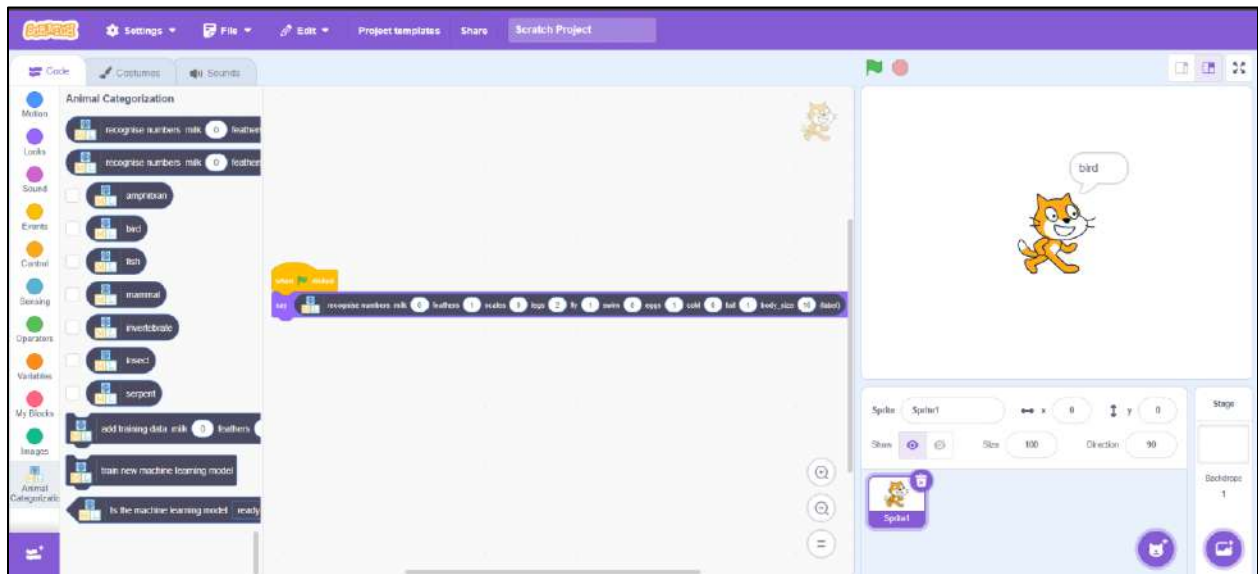 SCRATCH Settings File Edit Project templates Share Scratch Project
Code Costumes Sounds
Animal Categorization
Motion
Looks
Sound
Events
Control
Sensing
Operators
Variables
My Blocks
Images
Animal
recognise numbers milk 0 feathers
recognise numbers milk 0 feathers
bird
fish
mammal
invertebrate
insect
serpent
add training data milk 0 feathers
train new machine learning model
Is the machine learning model ready
when clicked
say recognise numbers milk 0 feathers 1 scales 0 legs 2 fly 1 swim 0 eggs 1 cold 0 tail 1 body_size 10 (label)
bird
Sprite Sprite1 x 0 y 0
Show Size 100 Direction 90
Sprite1
Stage
Backdrops
1